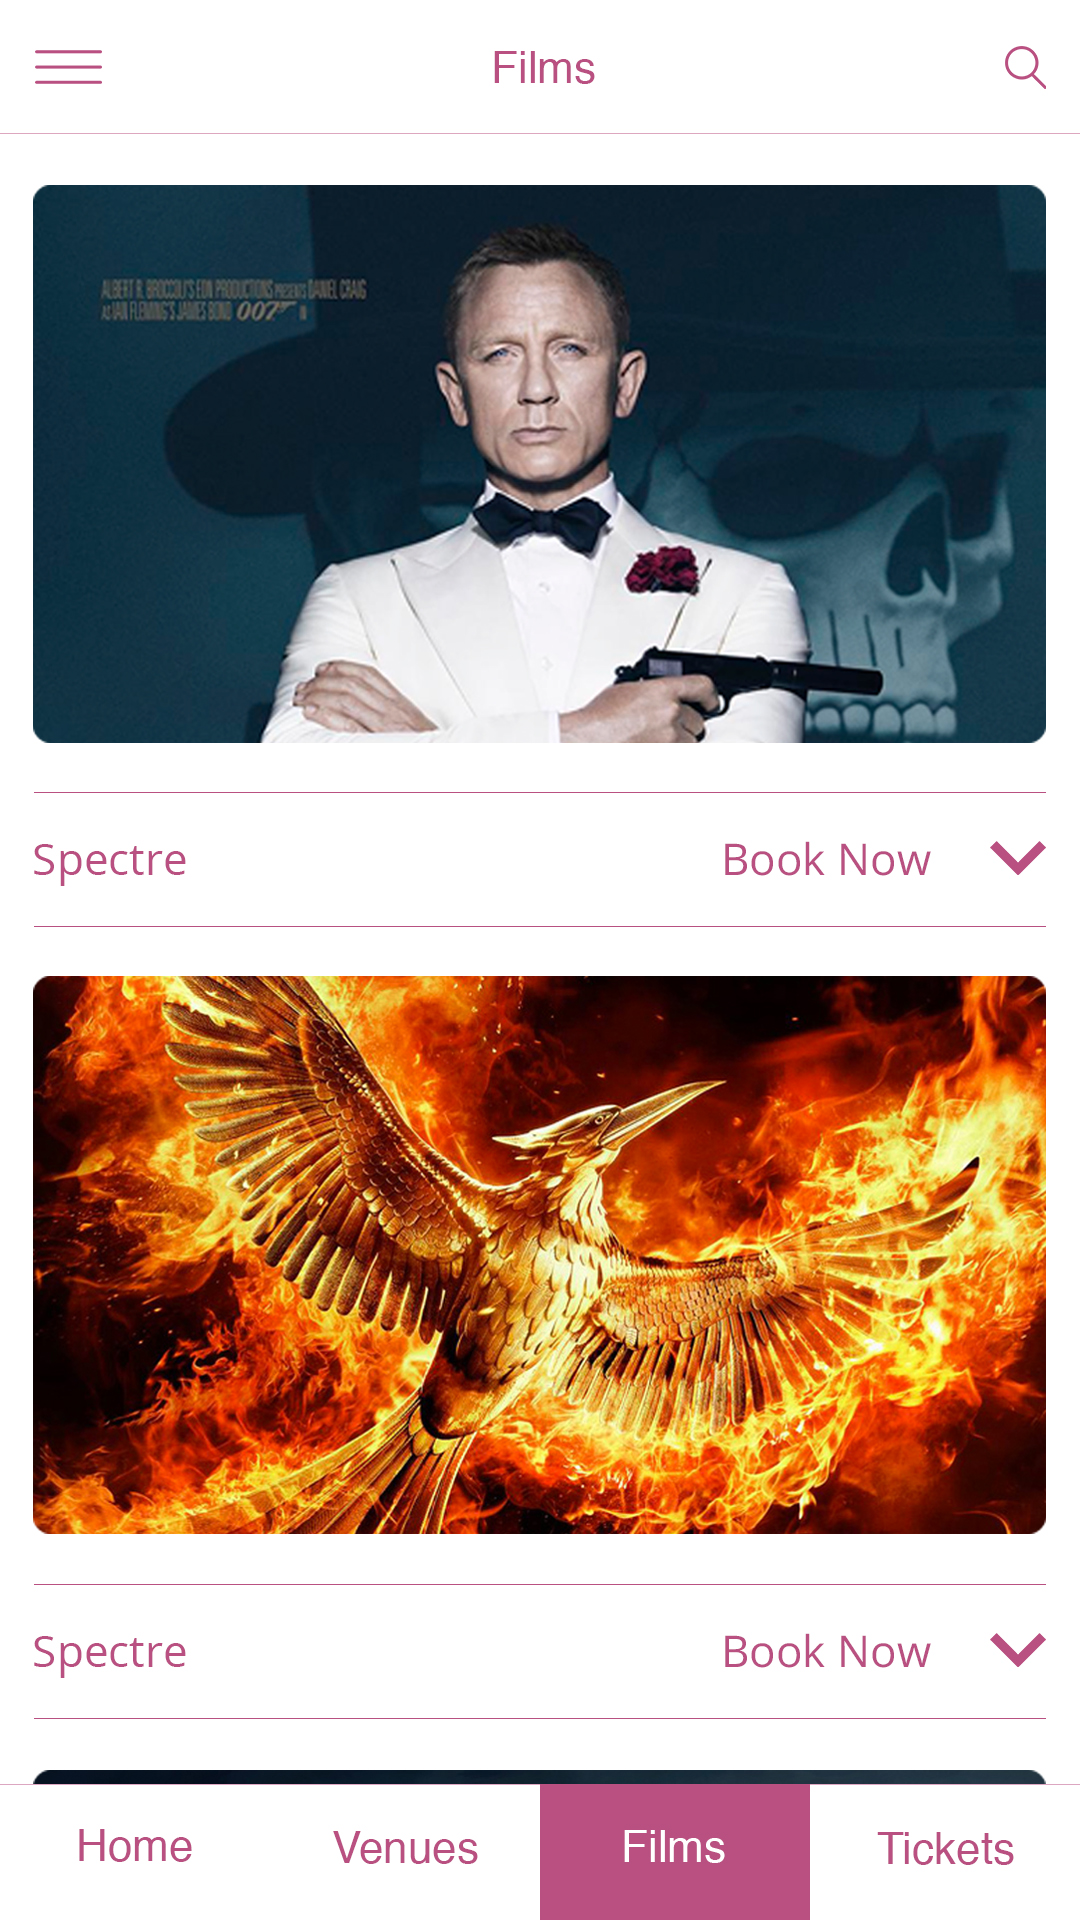 Films
ALBERT R. BROCCOLI'S EON PRODUCTIONS PRESENTS DANIEL CRAIG
AS IAN FLEMING'S JAMES BOND 007 IN
Spectre Book Now
Spectre Book Now
Home Venues Films Tickets